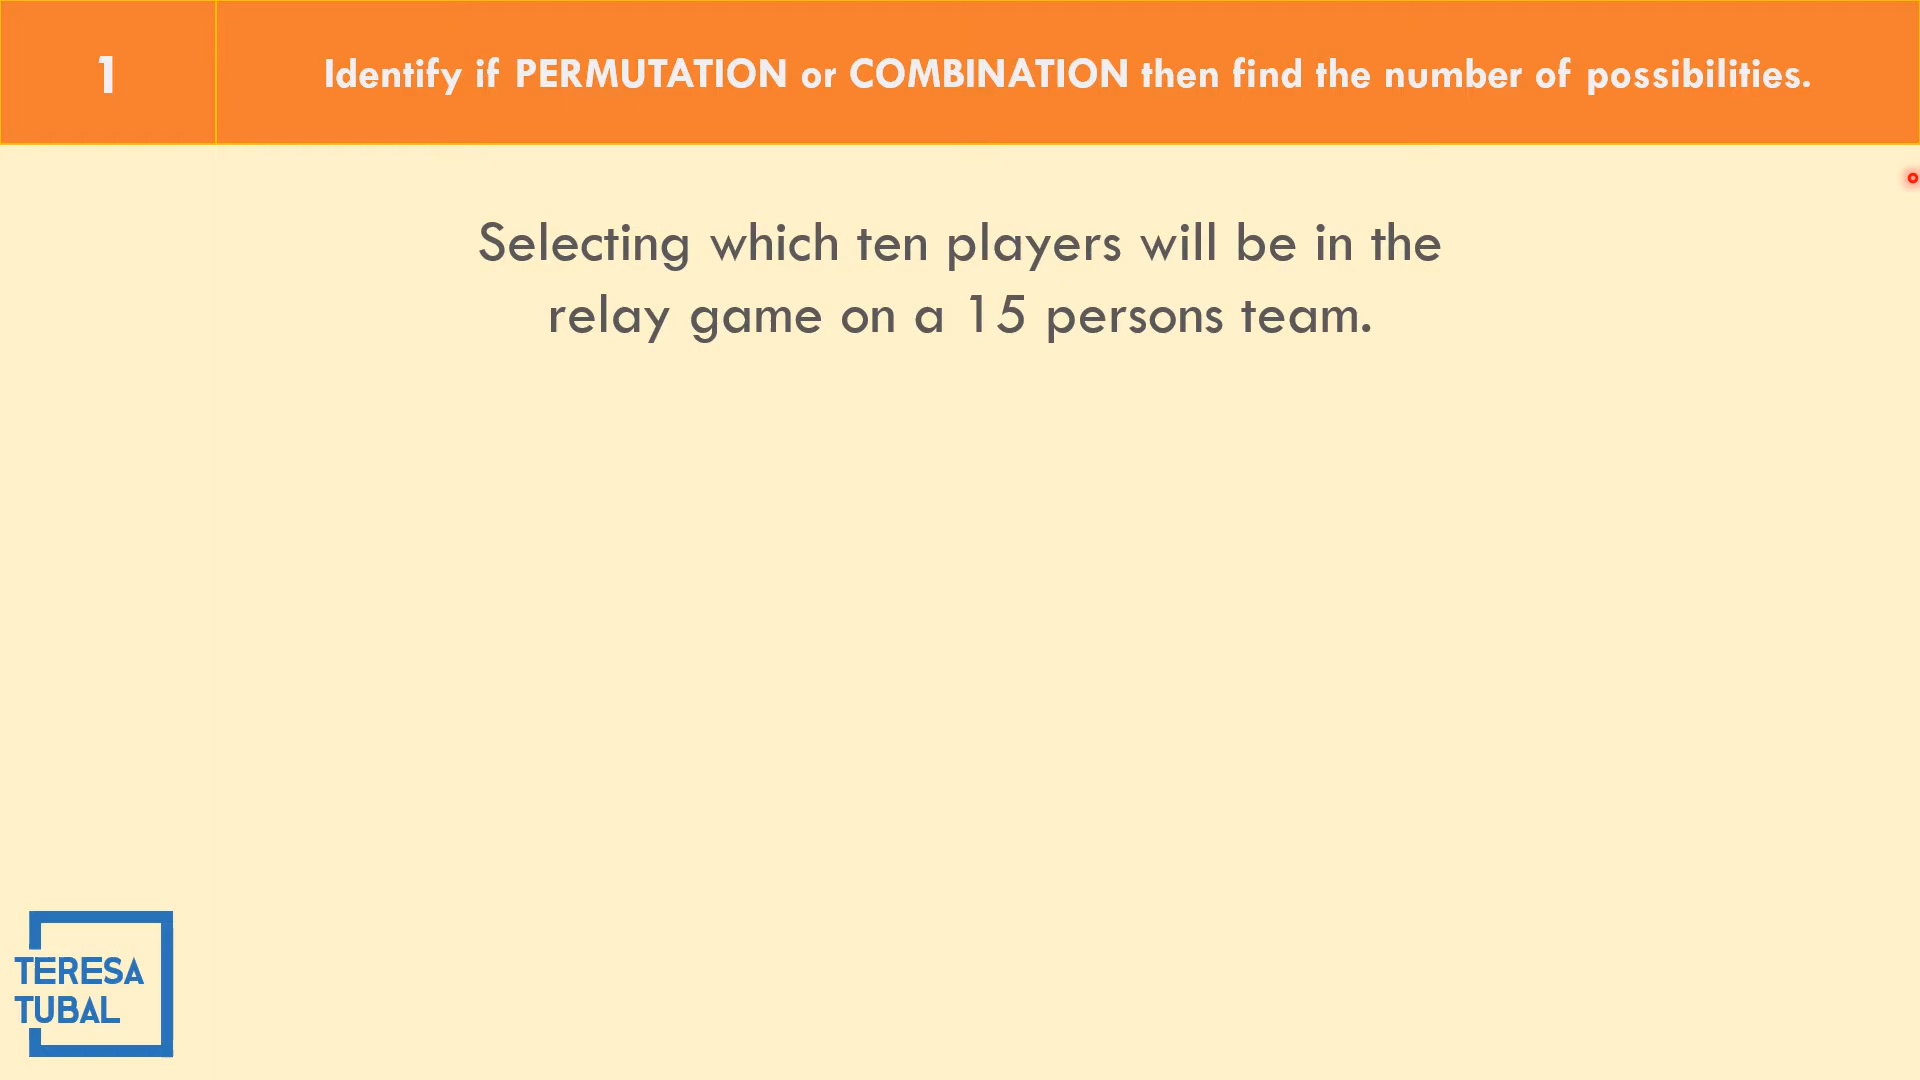 1
Identify if PERMUTATION or COMBINATION then find the number of possibilities.
Selecting which ten players will be in the
relay game on a 15 persons team.
TERESA
TUBAL